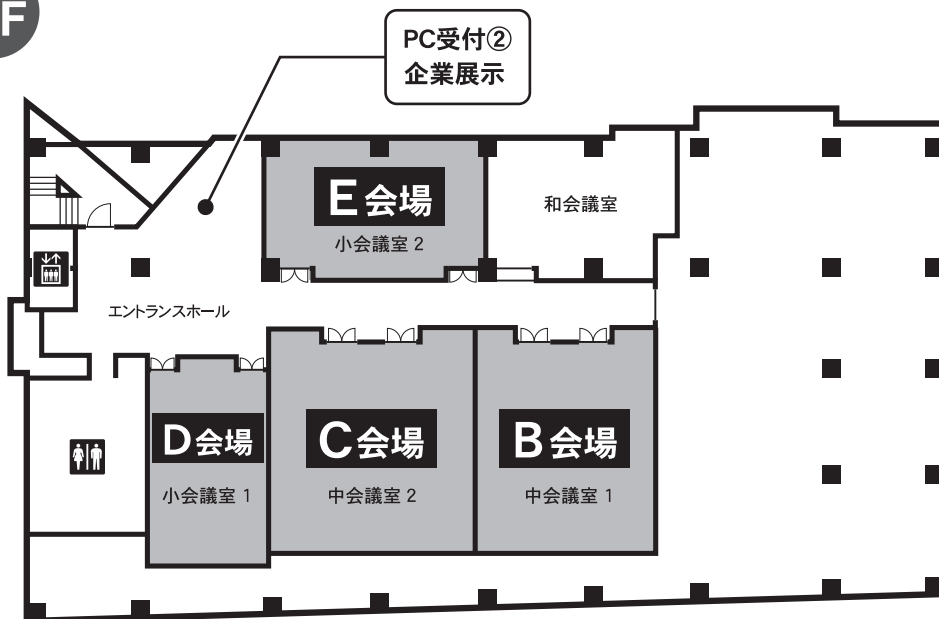 F
PC受付②
企業展示
E会場
小会議室 2
和会議室
エントランスホール
D会場
小会議室 1
C会場
中会議室 2
B会場
中会議室 1